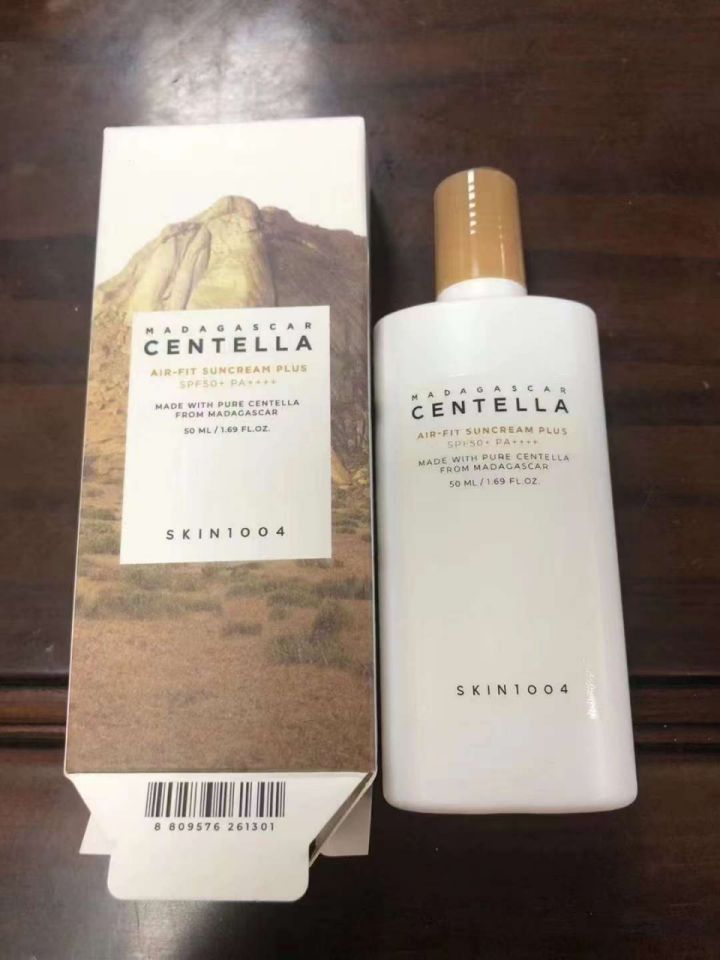 MADAGASCAR
CENTELLA
AIR-FIT SUNCREAM PLUS
SPF50+ PA++++
MADE WITH PURE CENTELLA
FROM MADAGASCAR
50 ML / 1.69 FL.OZ.
SKIN1004
8 809576 261301
MADAGASCAR
CENTELLA
AIR-FIT SUNCREAM PLUS
SPF50+ PA++++
MADE WITH PURE CENTELLA
FROM MADAGASCAR
50 ML / 1.69 FL.OZ.
SKIN1004